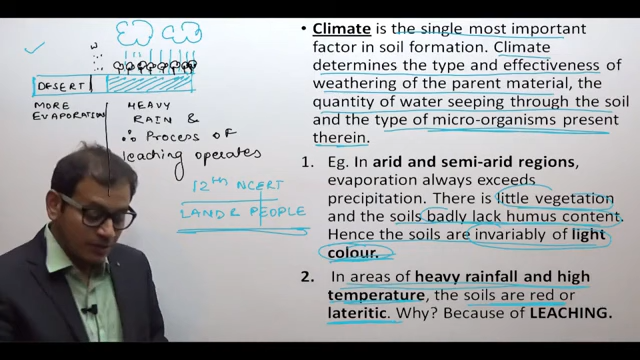 W
DESERT
MORE
EVAPORATION
HEAVY
RAIN &
∴ Process of
leaching operates
12th NCERT
LAND & PEOPLE
• Climate is the single most important
factor in soil formation. Climate
determines the type and effectiveness of
weathering of the parent material, the
quantity of water seeping through the soil
and the type of micro-organisms present
therein.
1. Eg. In arid and semi-arid regions,
evaporation always exceeds
precipitation. There is little vegetation
and the soils badly lack humus content.
Hence the soils are invariably of light
colour.
2. In areas of heavy rainfall and high
temperature, the soils are red or
lateritic. Why? Because of LEACHING.